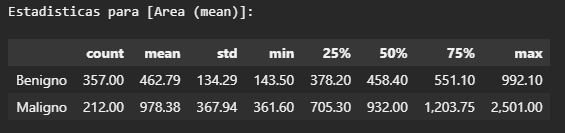 Estadisticas para [Area (mean)]:
count mean std min 25% 50% 75% max
Benigno 357.00 462.79 134.29 143.50 378.20 458.40 551.10 992.10
Maligno 212.00 978.38 367.94 361.60 705.30 932.00 1,203.75 2,501.00